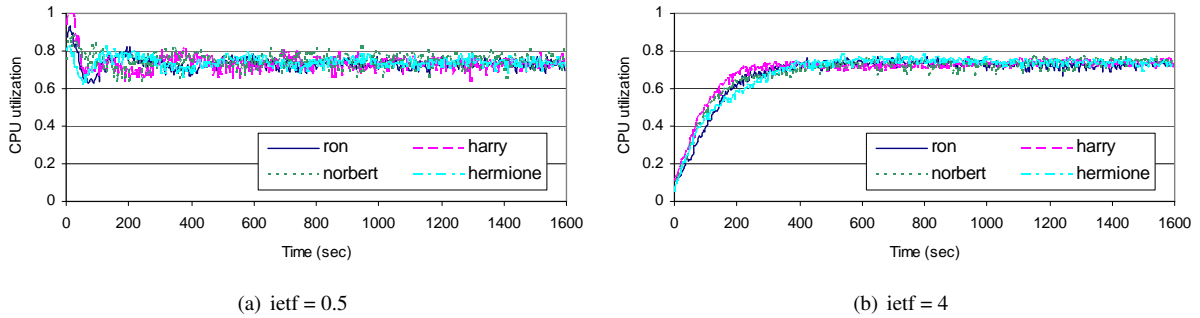 1
0.8
0.6
0.4
0.2
0
CPU utilization
0 200 400 600 800 1000 1200 1400 1600
Time (sec)
ron harry
norbert hermione
(a) ietf = 0.5
1
0.8
0.6
0.4
0.2
0
CPU utilization
0 200 400 600 800 1000 1200 1400 1600
Time (sec)
ron harry
norbert hermione
(b) ietf = 4